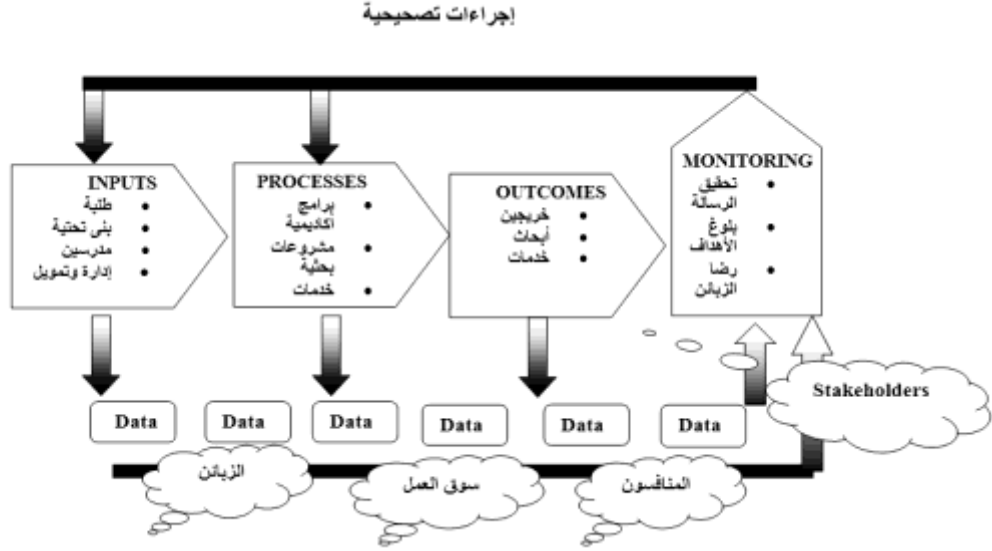 إجراءات تصحيحية
INPUTS
• طلبة
• بنى تحتية
• مدرسين
• إدارة وتمويل
PROCESSES
• برامج
اكاديمية
• مشروعات
بحثية
• خدمات
OUTCOMES
• خريجين
• أبحاث
• خدمات
MONITORING
• تحقيق
الرسالة
• بلوغ
الأهداف
• رضا
الزبائن
Stakeholders
Data
Data
Data
Data
Data
Data
الزبائن
سوق العمل
المنافسون